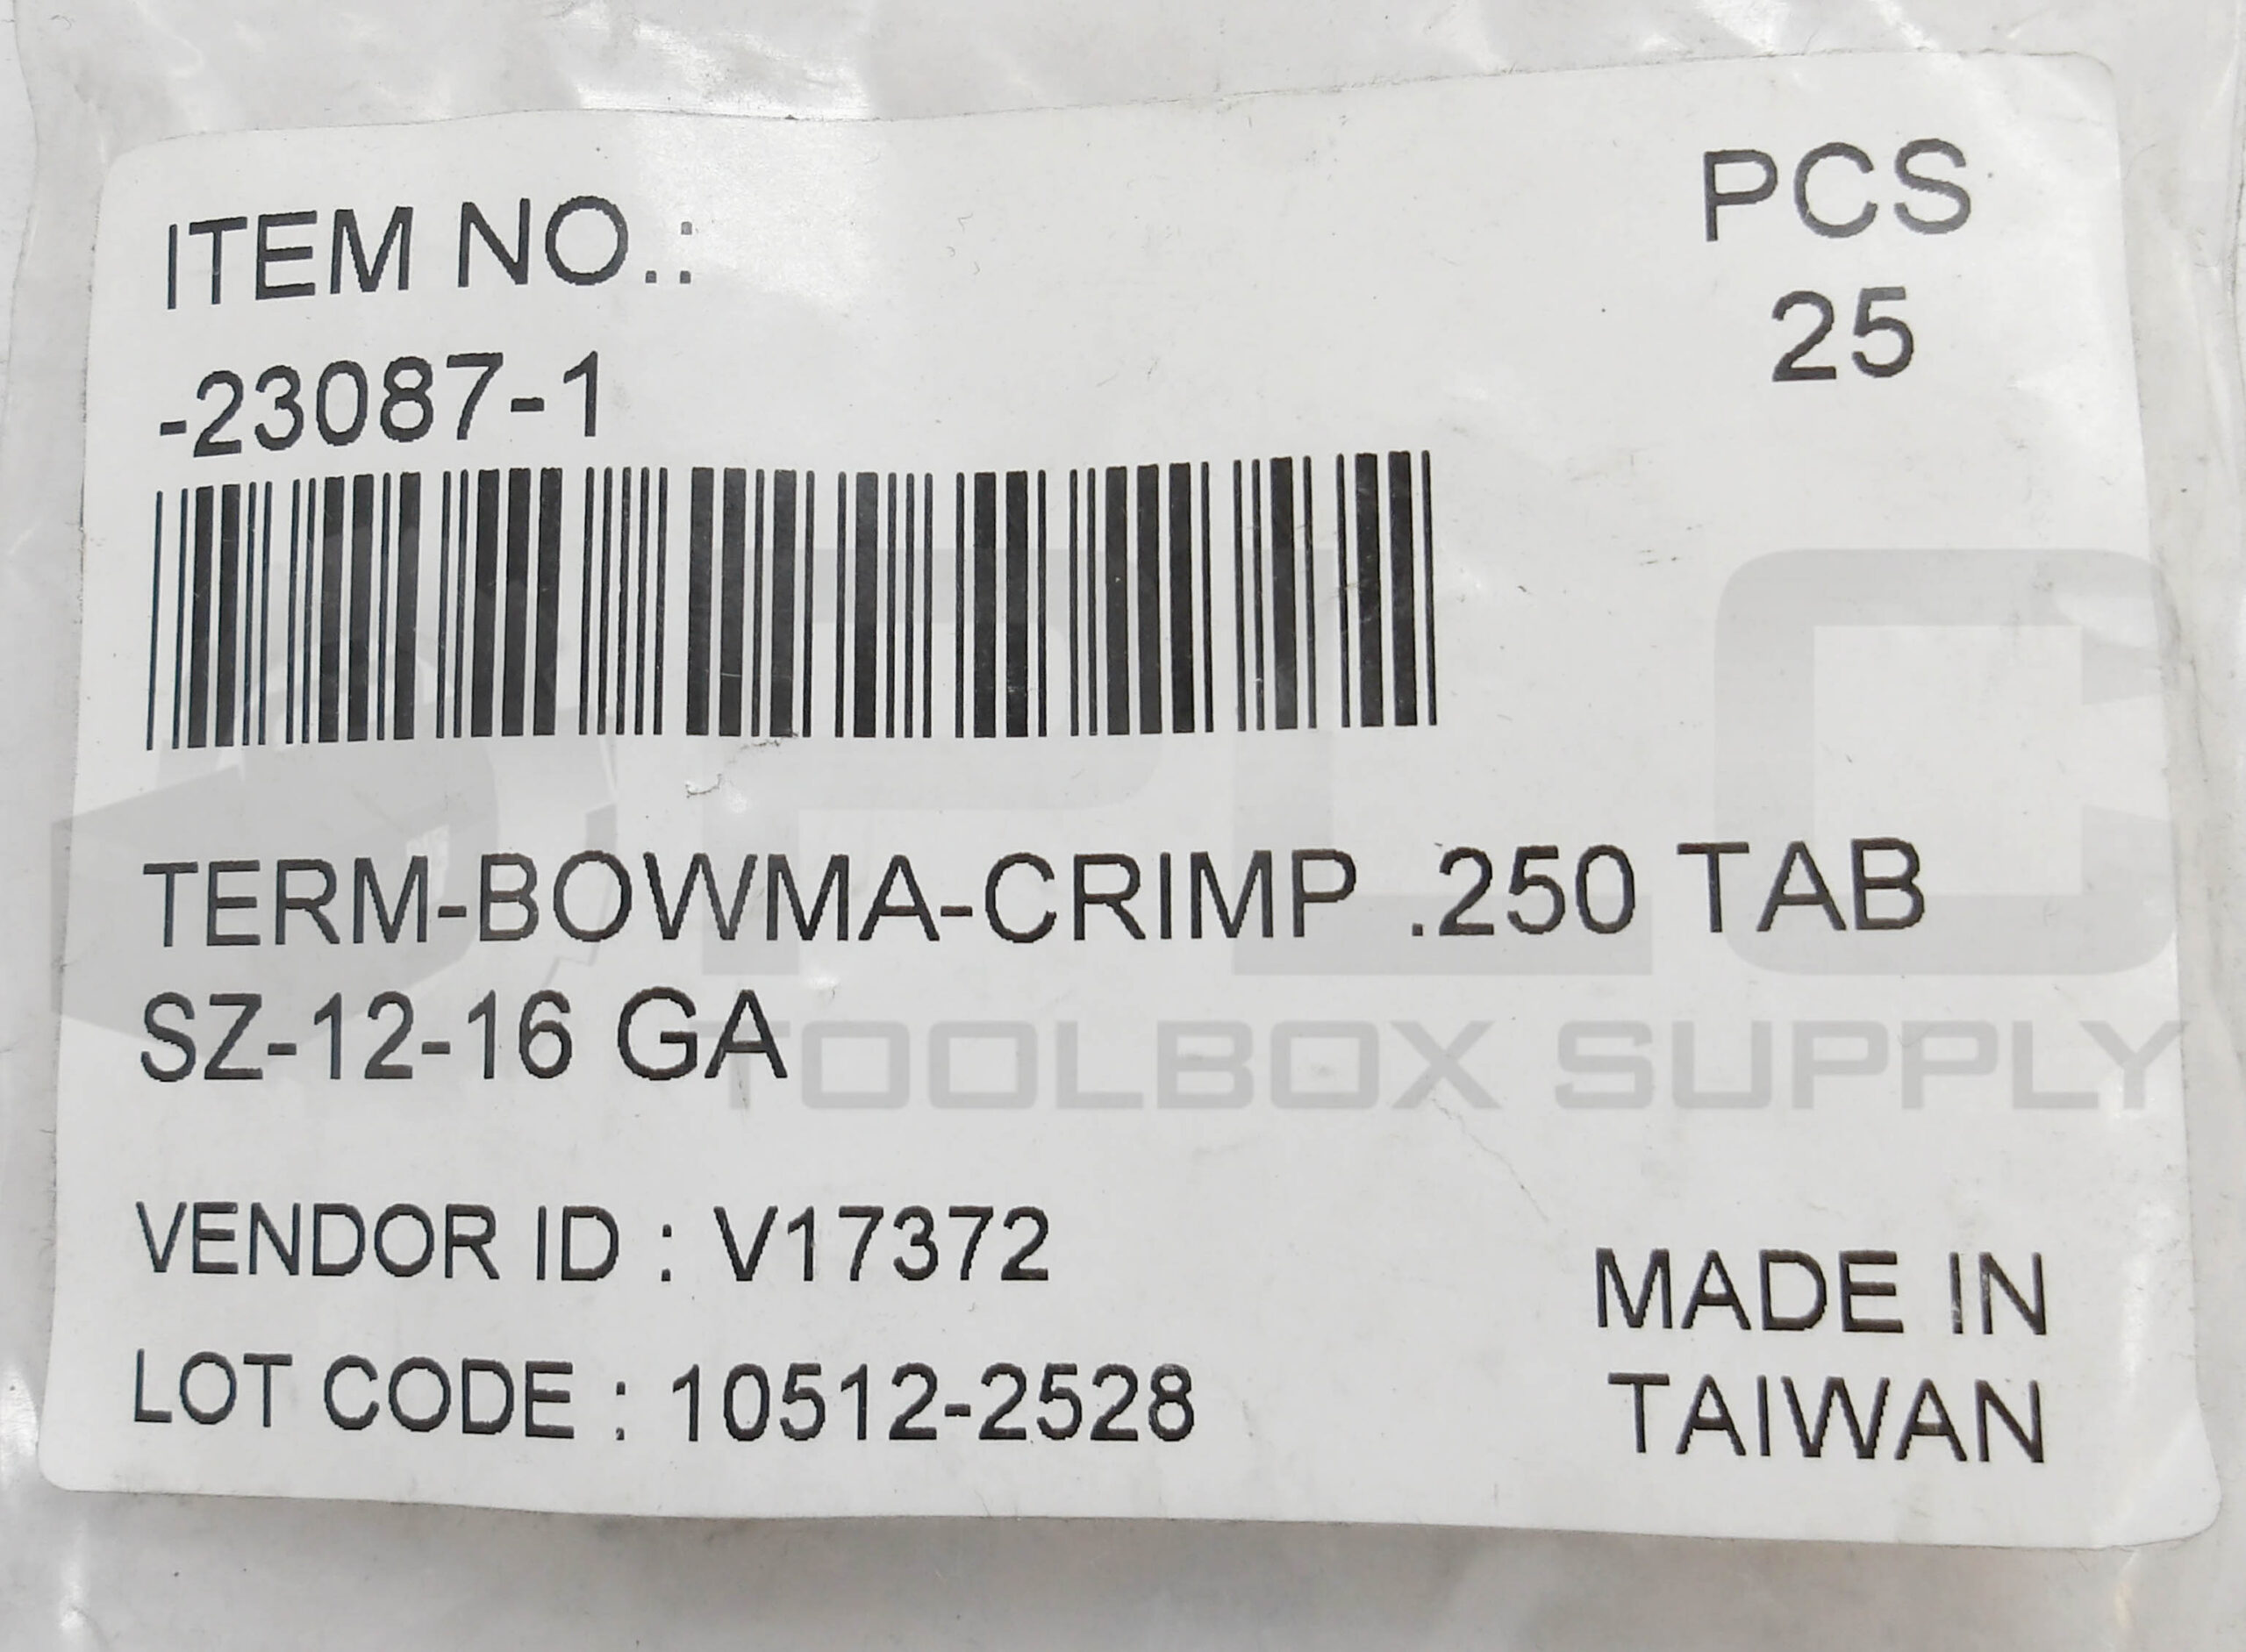 ITEM NO.:
PCS
-23087-1
25
TERM-BOWMA-CRIMP .250 TAB
SZ-12-16 GA
PLC
TOOLBOX SUPPLY
VENDOR ID : V17372
LOT CODE : 10512-2528
MADE IN
TAIWAN